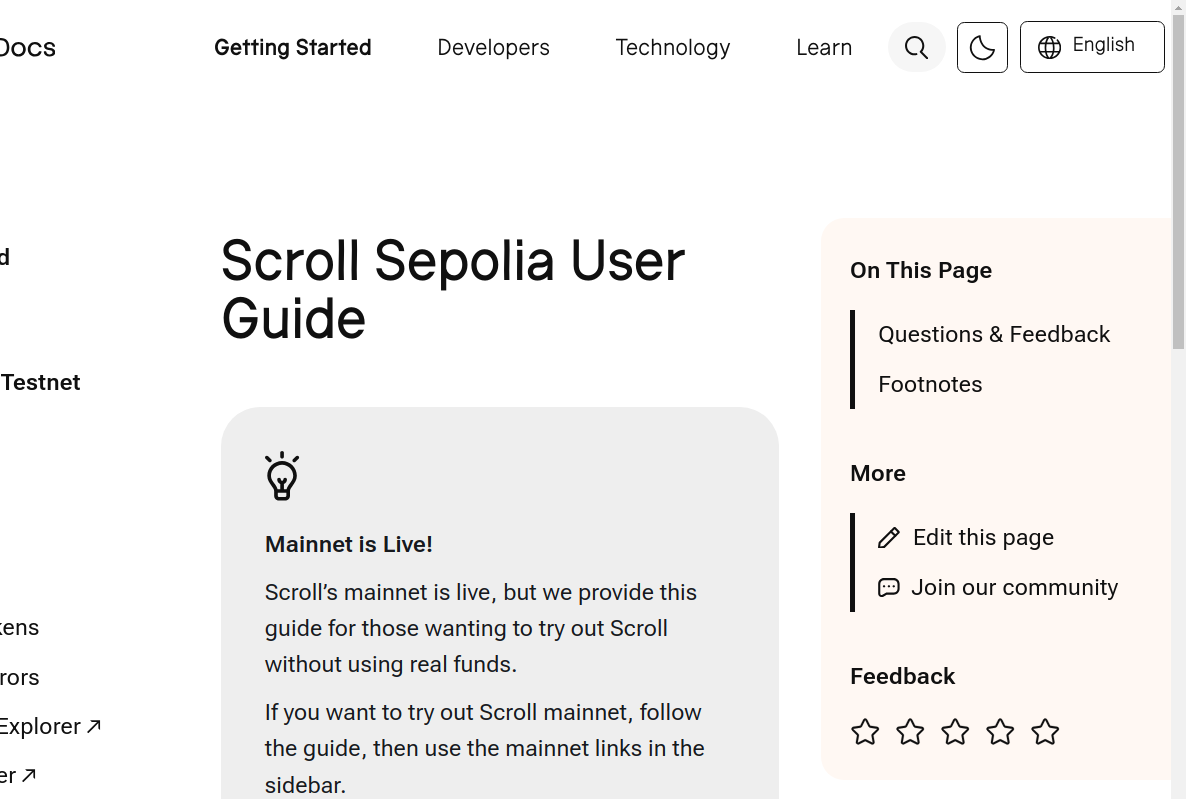 Docs
Getting Started
Developers
Technology
Learn
English
Testnet
Explorer
Scroll Sepolia User
Guide
Mainnet is Live!
Scroll’s mainnet is live, but we provide this
guide for those wanting to try out Scroll
without using real funds.
If you want to try out Scroll mainnet, follow
the guide, then use the mainnet links in the
sidebar.
On This Page
Questions & Feedback
Footnotes
More
Edit this page
Join our community
Feedback